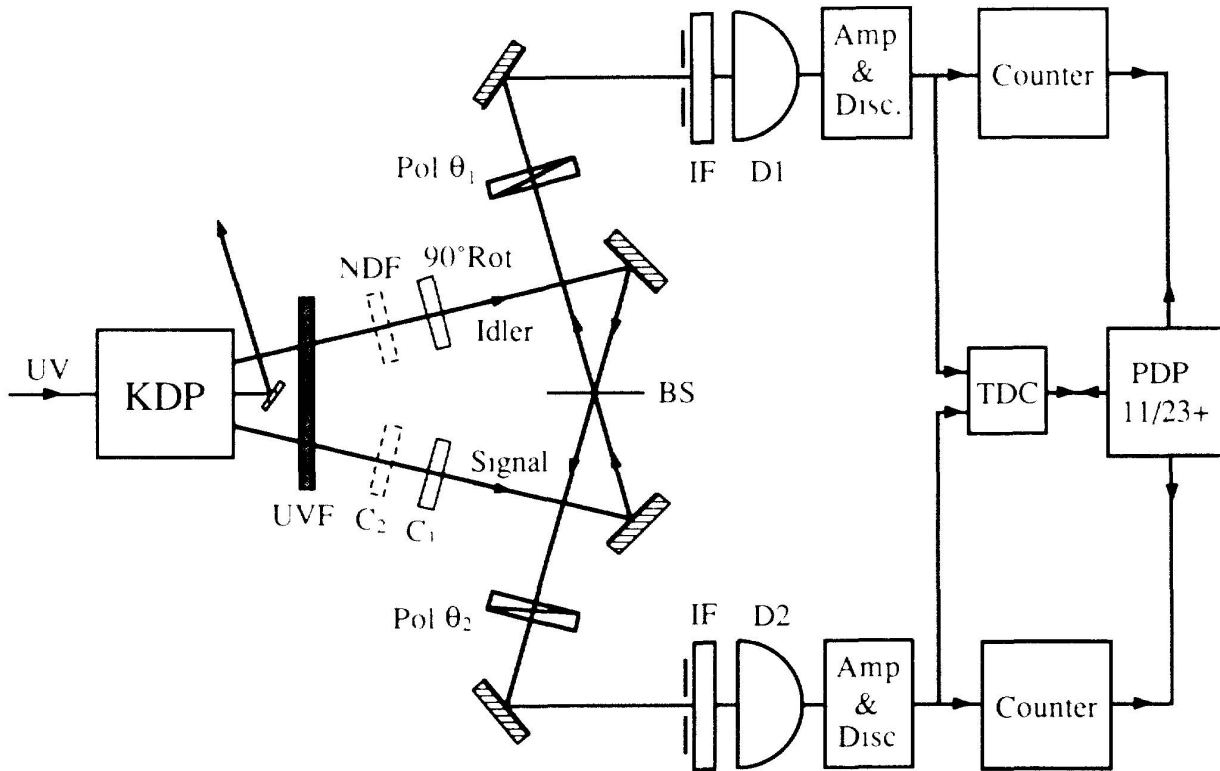 Amp
&
Disc.
Counter
IF
D1
Pol θ₁
NDF
90°Rot
Idler
UV
KDP
BS
TDC
PDP
11/23+
Signal
UVF
C₂
C₁
Pol θ₂
IF
D2
Amp
&
Disc
Counter